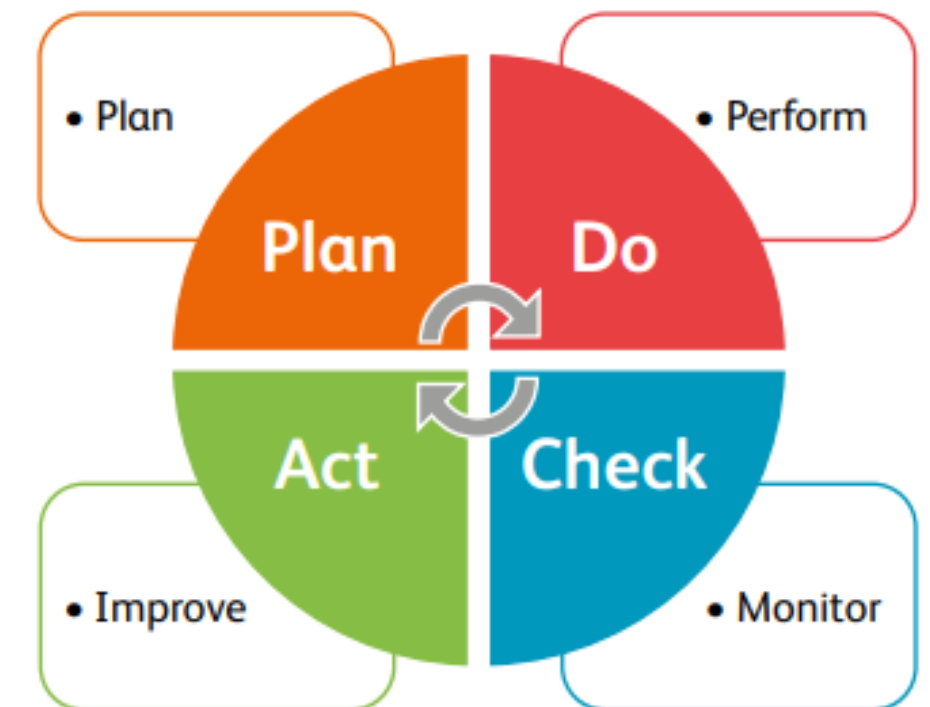 • Plan
• Perform
Plan
Do
Act
Check
• Improve
• Monitor